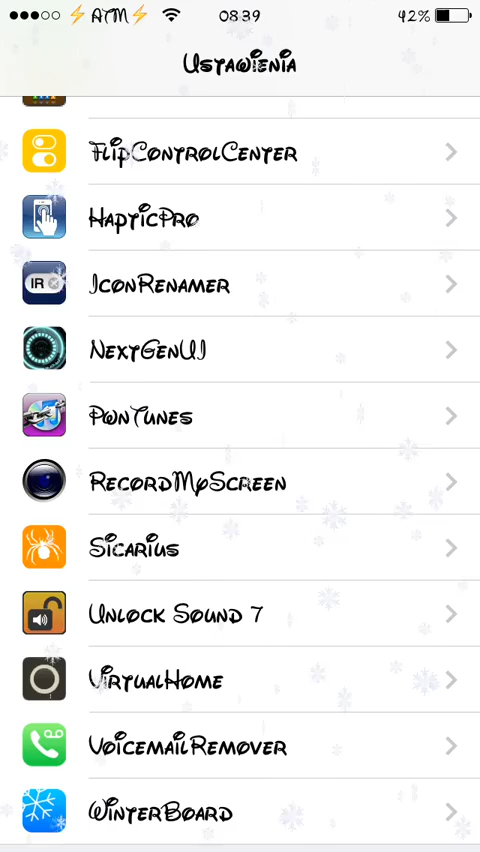 ⚡ATM⚡ 08:39 42%
Ustawienia
FlipControlCenter
HapticPro
IR IconRenamer
NextGenUI
PwnTunes
RecordMyScreen
Sicarius
Unlock Sound 7
VirtualHome
VoicemailRemover
WinterBoard